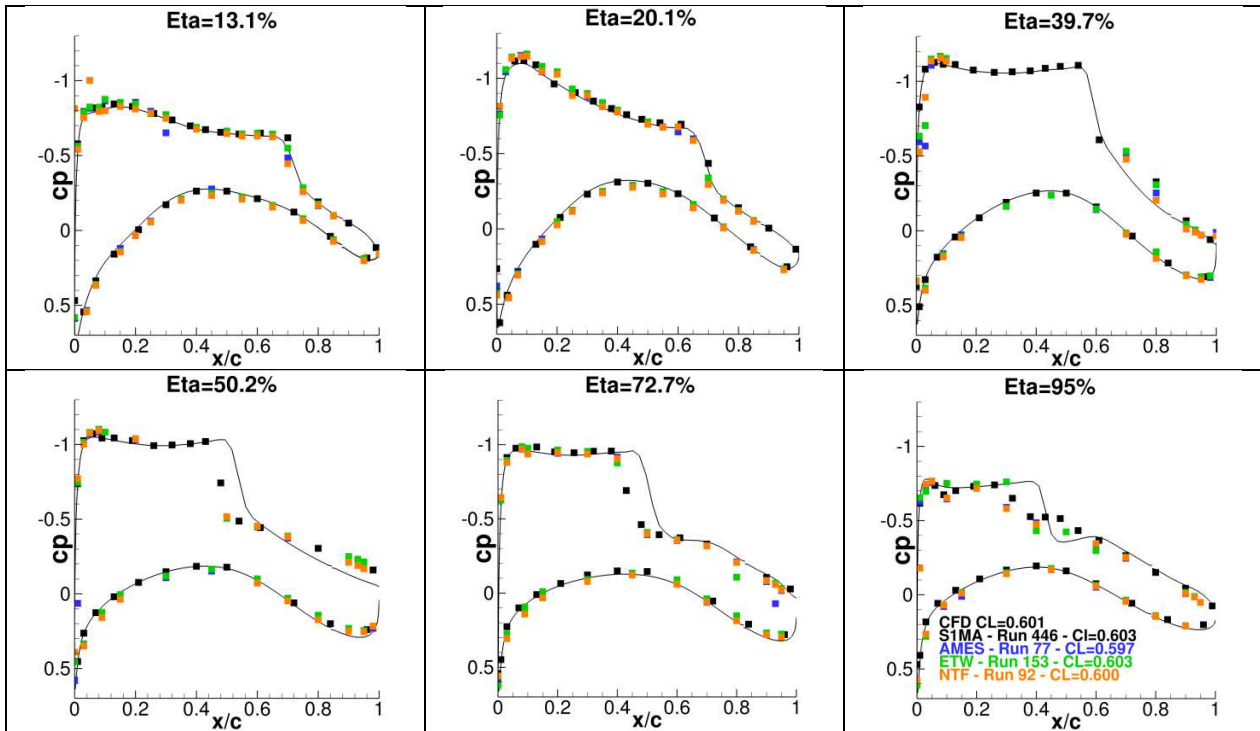 Eta=13.1%
-1
-0.5
0
0.5
cp
0
0.2
0.4
0.6
0.8
1
x/c
Eta=20.1%
-1
-0.5
0
0.5
cp
0
0.2
0.4
0.6
0.8
1
x/c
Eta=39.7%
-1
-0.5
0
0.5
cp
0
0.2
0.4
0.6
0.8
1
x/c
Eta=50.2%
-1
-0.5
0
0.5
cp
0
0.2
0.4
0.6
0.8
1
x/c
Eta=72.7%
-1
-0.5
0
0.5
cp
0
0.2
0.4
0.6
0.8
1
x/c
Eta=95%
-1
-0.5
0
0.5
cp
CFD CL=0.601
S1MA - Run 446 - Cl=0.603
AMES - Run 77 - CL=0.597
ETW - Run 153 - CL=0.603
NTF - Run 92 - CL=0.600
0
0.2
0.4
0.6
0.8
1
x/c